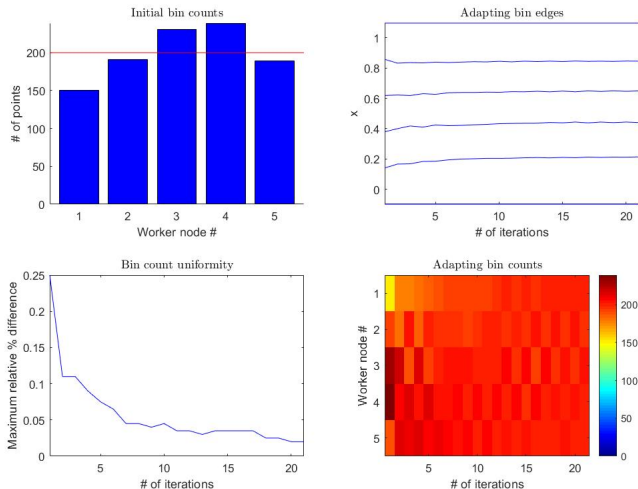 Initial bin counts
# of points
200
150
100
50
0
1 2 3 4 5
Worker node #
Adapting bin edges
x
1
0.8
0.6
0.4
0.2
0
5 10 15 20
# of iterations
Bin count uniformity
Maximum relative % difference
0.25
0.2
0.15
0.1
0.05
0
5 10 15 20
# of iterations
Adapting bin counts
Worker node #
1
2
3
4
5
5 10 15 20
# of iterations
200
150
100
50
0